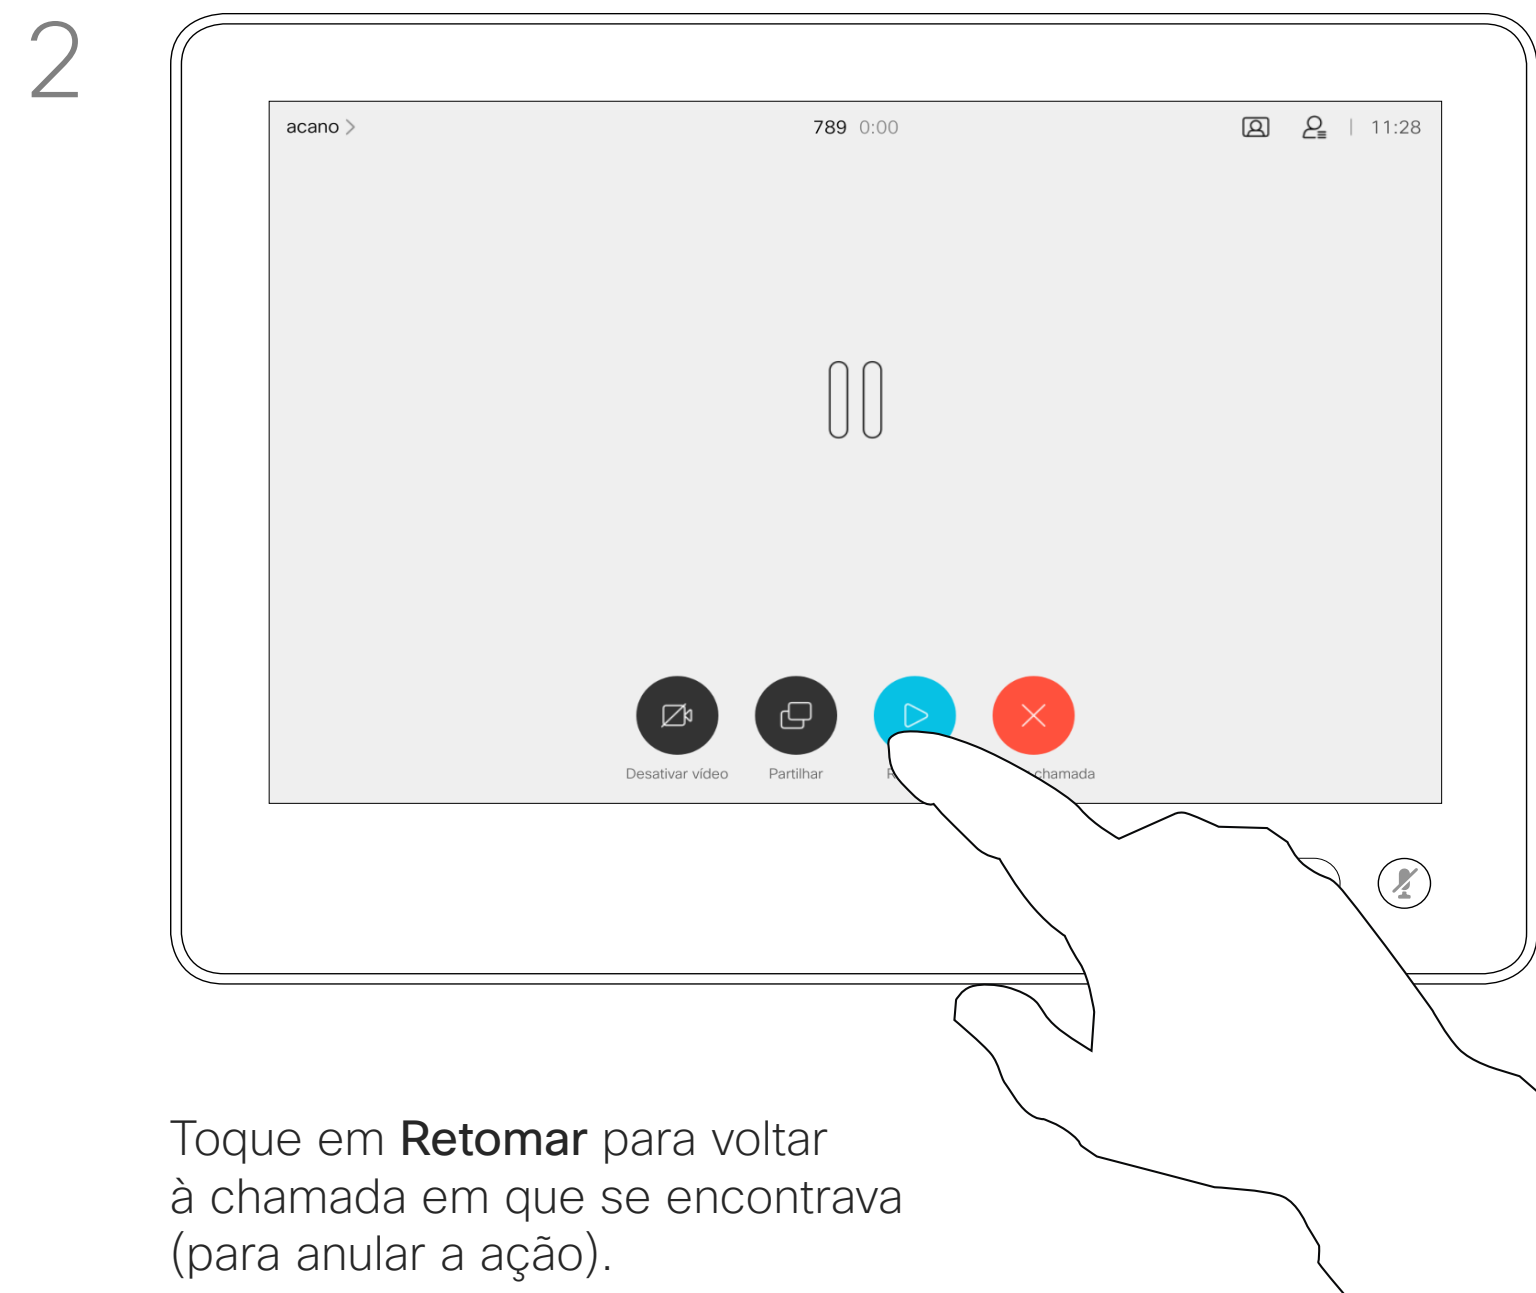 2
acano
789 0:00
11:28
Desativar vídeo
Partilhar
chamada
Toque em Retomar para voltar
à chamada em que se encontrava
(para anular a ação).